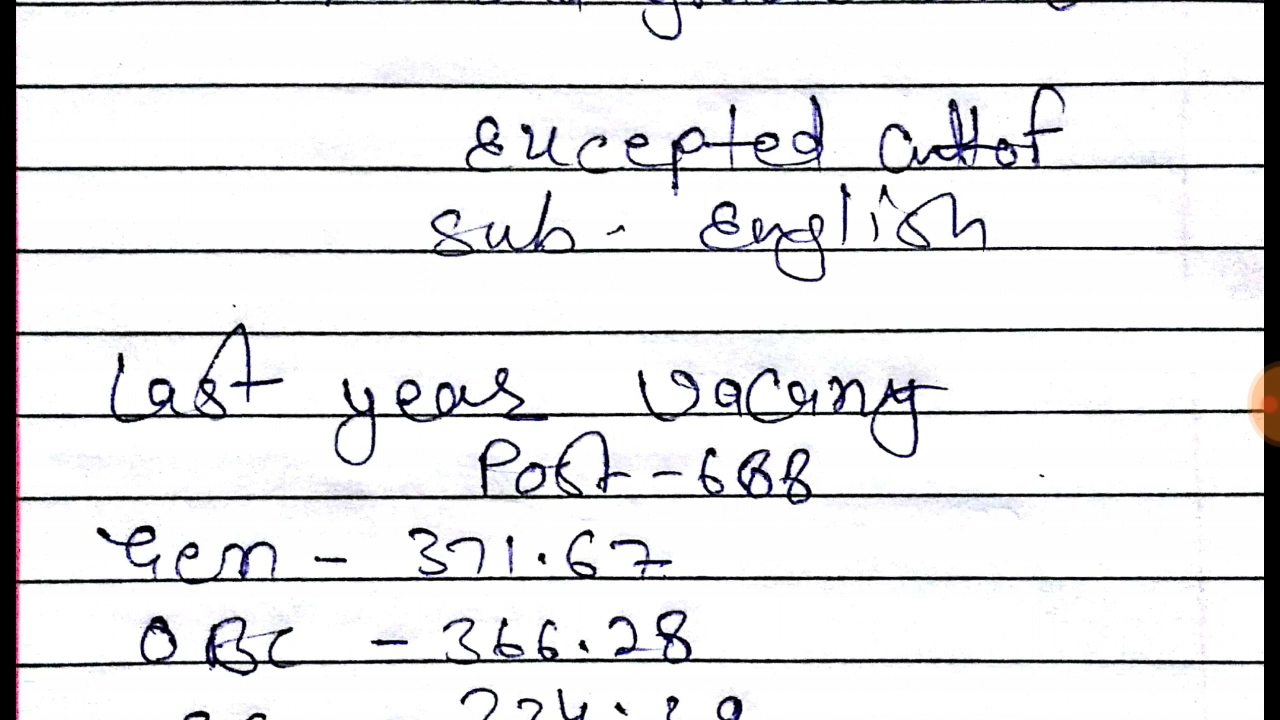 excepted cuttof
sub - English
Last year vacancy
Post - 688
Gen - 371.67
OBC - 366.28